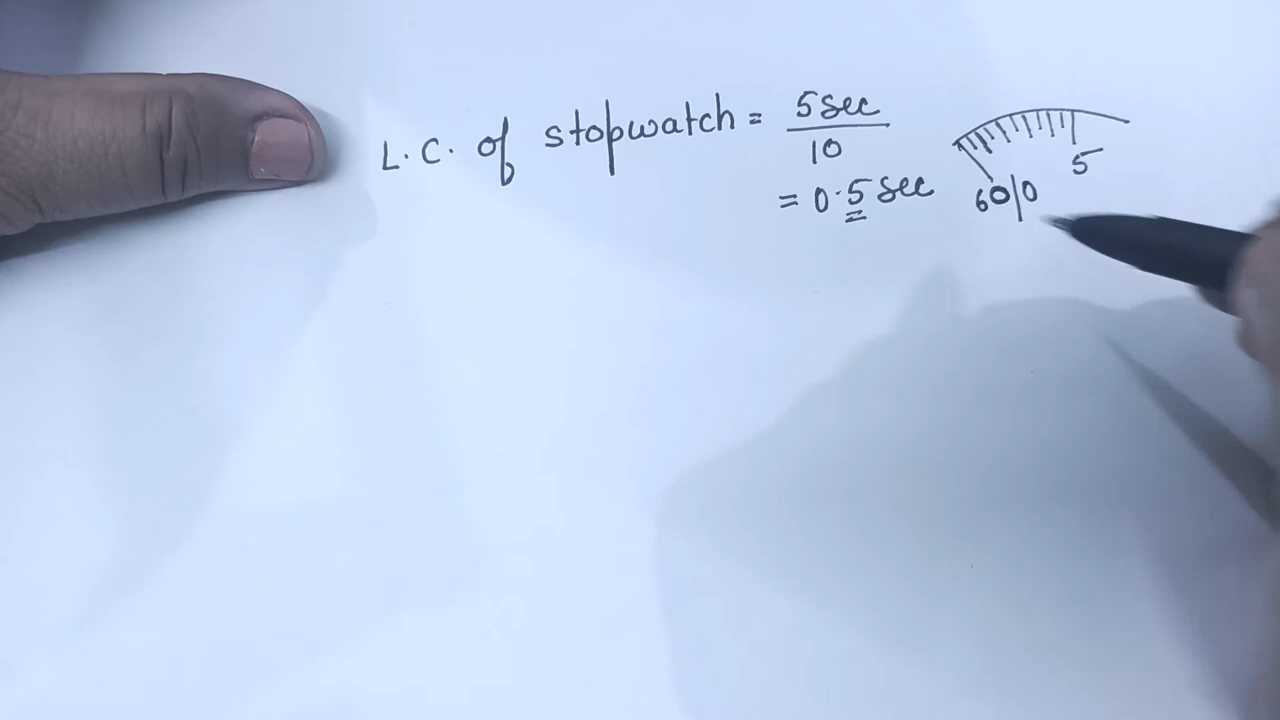 L.C. of stopwatch = 5 sec
10
= 0.5 sec
5
60/0